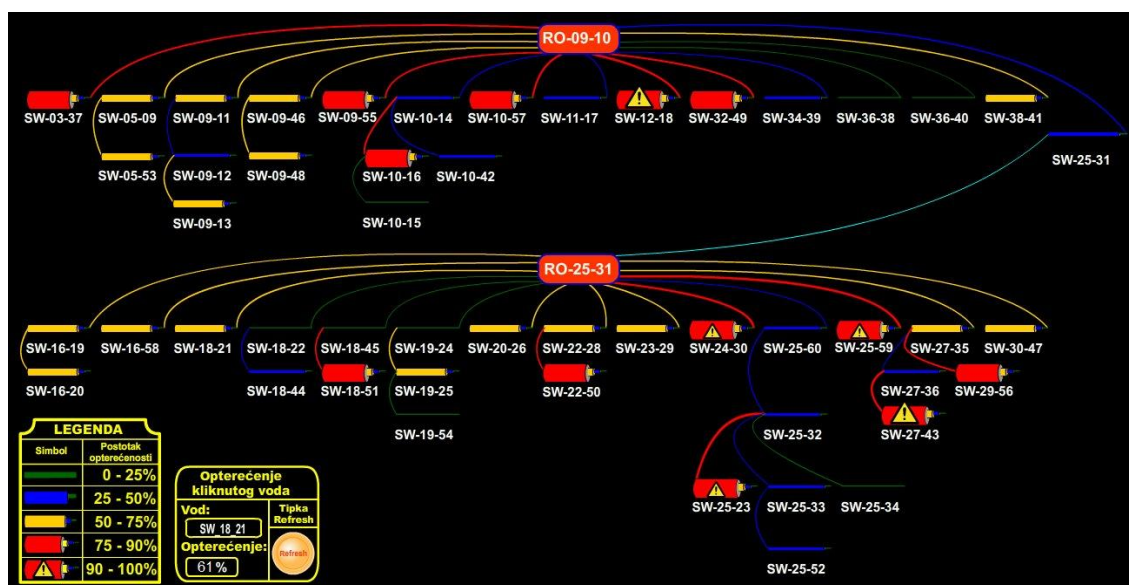 RO-09-10
SW-03-37 SW-05-09 SW-09-11 SW-09-46 SW-09-55 SW-10-14 SW-10-57 SW-11-17 SW-12-18 SW-32-49 SW-34-39 SW-36-38 SW-36-40 SW-38-41
SW-25-31
SW-05-53 SW-09-12 SW-09-48 SW-10-16 SW-10-42
SW-09-13 SW-10-15
RO-25-31
SW-16-19 SW-16-58 SW-18-21 SW-18-22 SW-18-45 SW-19-24 SW-20-26 SW-22-28 SW-23-29 SW-24-30 SW-25-60 SW-25-59 SW-27-35 SW-30-47
SW-16-20 SW-18-44 SW-18-51 SW-19-25 SW-22-50 SW-27-36 SW-29-56
SW-19-54 SW-25-32 SW-27-43
SW-25-23 SW-25-33 SW-25-34
SW-25-52
LEGENDA
Simbol Postotak
opterećenosti
0 - 25%
25 - 50%
50 - 75%
75 - 90%
90 - 100%
Opterećenje
kliknutog voda
Vod:
SW_18_21
Opterećenje:
61 %
Tipka
Refresh
Refresh